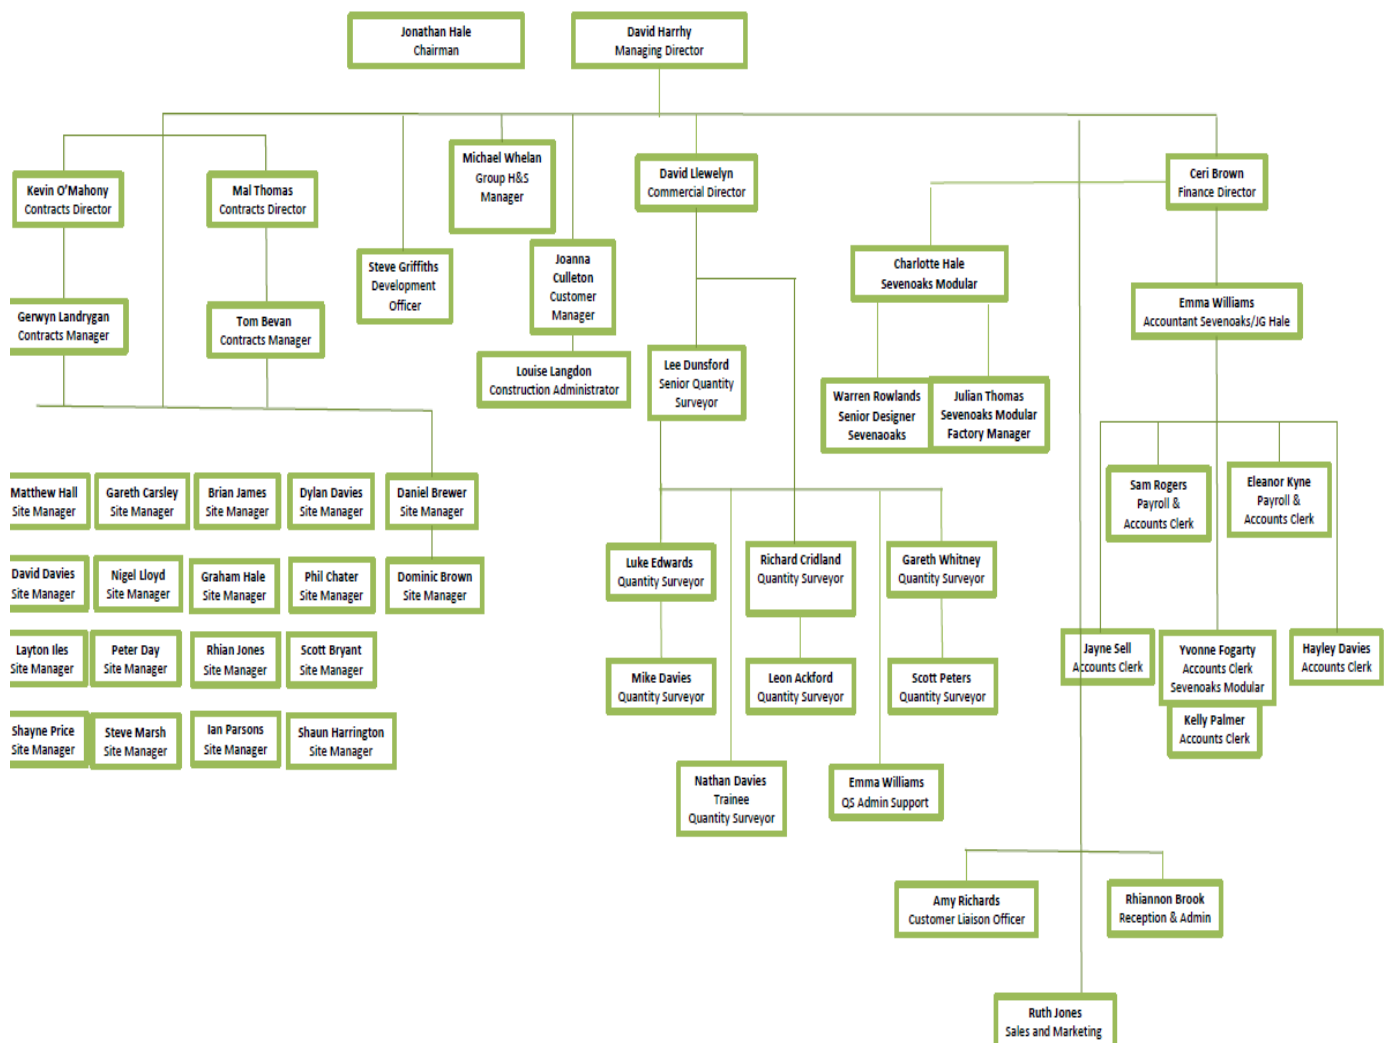 Jonathan Hale
Chairman
David Harrhy
Managing Director
Kevin O'Mahony
Contracts Director
Mal Thomas
Contracts Director
Michael Whelan
Group H&S
Manager
David Llewelyn
Commercial Director
Ceri Brown
Finance Director
Steve Griffiths
Development
Officer
Joanna
Culleton
Customer
Manager
Charlotte Hale
Sevenoaks Modular
Emma Williams
Accountant Sevenoaks/JG Hale
Gerwyn Landrygan
Contracts Manager
Tom Bevan
Contracts Manager
Louise Langdon
Construction Administrator
Lee Dunsford
Senior Quantity
Surveyor
Warren Rowlands
Senior Designer
Sevenaoaks
Julian Thomas
Sevenoaks Modular
Factory Manager
Matthew Hall
Site Manager
Gareth Carsley
Site Manager
Brian James
Site Manager
Dylan Davies
Site Manager
Daniel Brewer
Site Manager
Sam Rogers
Payroll &
Accounts Clerk
Eleanor Kyne
Payroll &
Accounts Clerk
David Davies
Site Manager
Nigel Lloyd
Site Manager
Graham Hale
Site Manager
Phil Chater
Site Manager
Dominic Brown
Site Manager
Luke Edwards
Quantity Surveyor
Richard Cridland
Quantity Surveyor
Gareth Whitney
Quantity Surveyor
Layton Iles
Site Manager
Peter Day
Site Manager
Rhian Jones
Site Manager
Scott Bryant
Site Manager
Mike Davies
Quantity Surveyor
Leon Ackford
Quantity Surveyor
Scott Peters
Quantity Surveyor
Jayne Sell
Accounts Clerk
Yvonne Fogarty
Accounts Clerk
Sevenoaks Modular
Hayley Davies
Accounts Clerk
Kelly Palmer
Accounts Clerk
Shayne Price
Site Manager
Steve Marsh
Site Manager
Ian Parsons
Site Manager
Shaun Harrington
Site Manager
Nathan Davies
Trainee
Quantity Surveyor
Emma Williams
QS Admin Support
Amy Richards
Customer Liaison Officer
Rhiannon Brook
Reception & Admin
Ruth Jones
Sales and Marketing